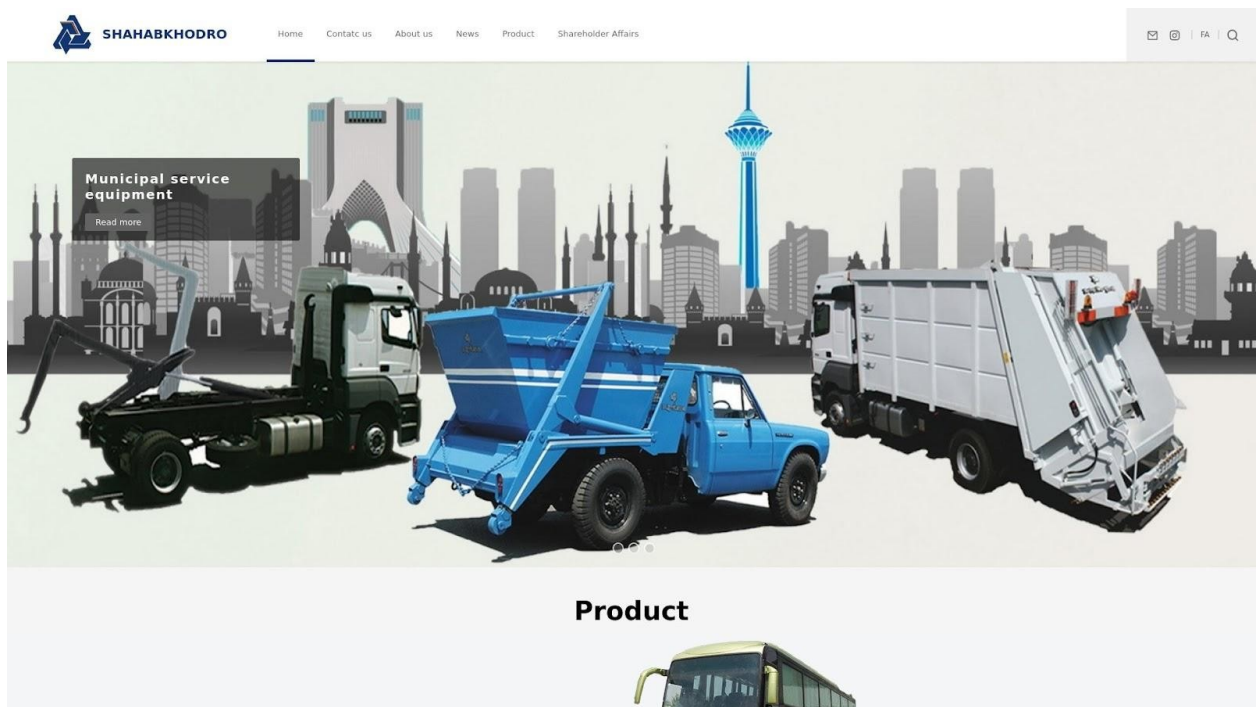 SHAHABKHODRO
Home
Contatc us
About us
News
Product
Shareholder Affairs
FA
Municipal service
equipment
Read more
Product